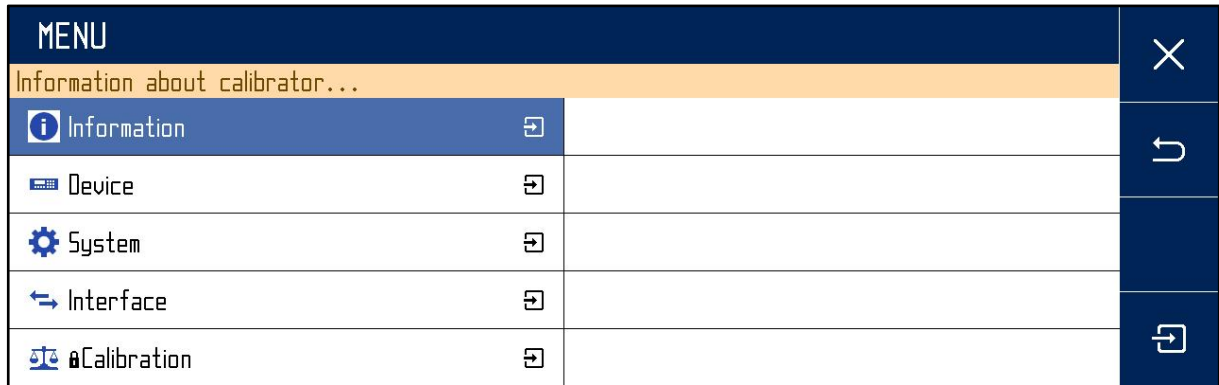 MENU
Information about calibrator...
Information
Device
System
Interface
Calibration